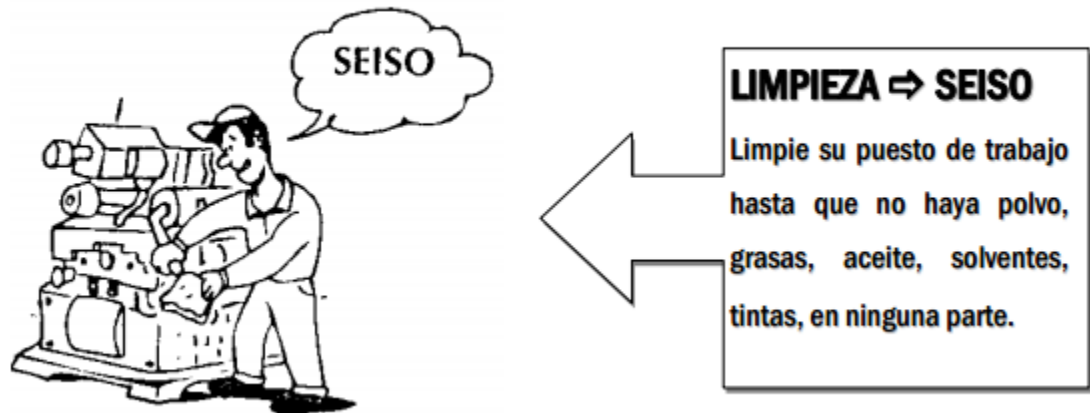 SEISO
LIMPIEZA ⇨ SEISO
Limpie su puesto de trabajo
hasta que no haya polvo,
grasas, aceite, solventes,
tintas, en ninguna parte.